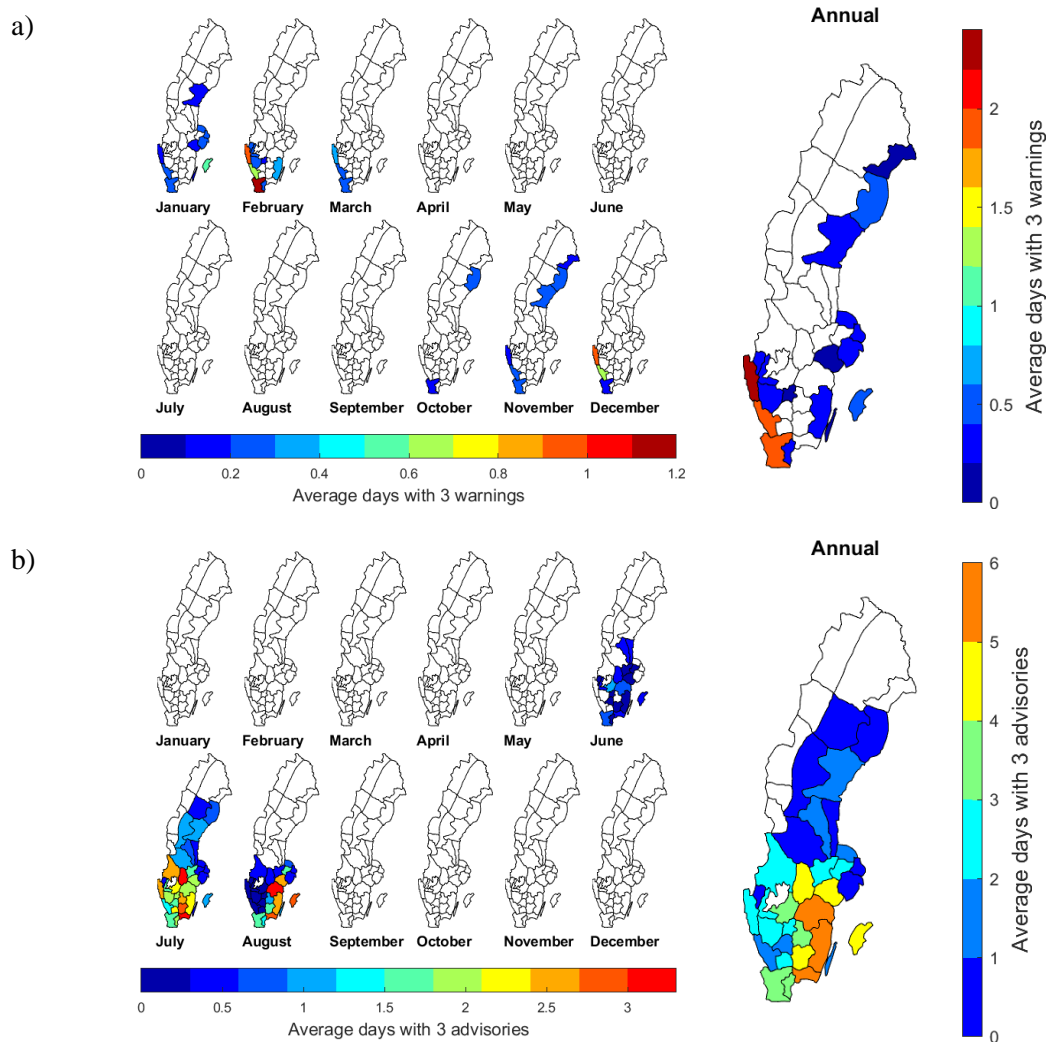 a)
Annual
January February March April May June
July August September October November December
0 0.2 0.4 0.6 0.8 1 1.2
Average days with 3 warnings
2
1.5
1
0.5
0
Average days with 3 warnings
b)
Annual
January February March April May June
July August September October November December
0 0.5 1 1.5 2 2.5 3
Average days with 3 advisories
6
5
4
3
2
1
0
Average days with 3 advisories